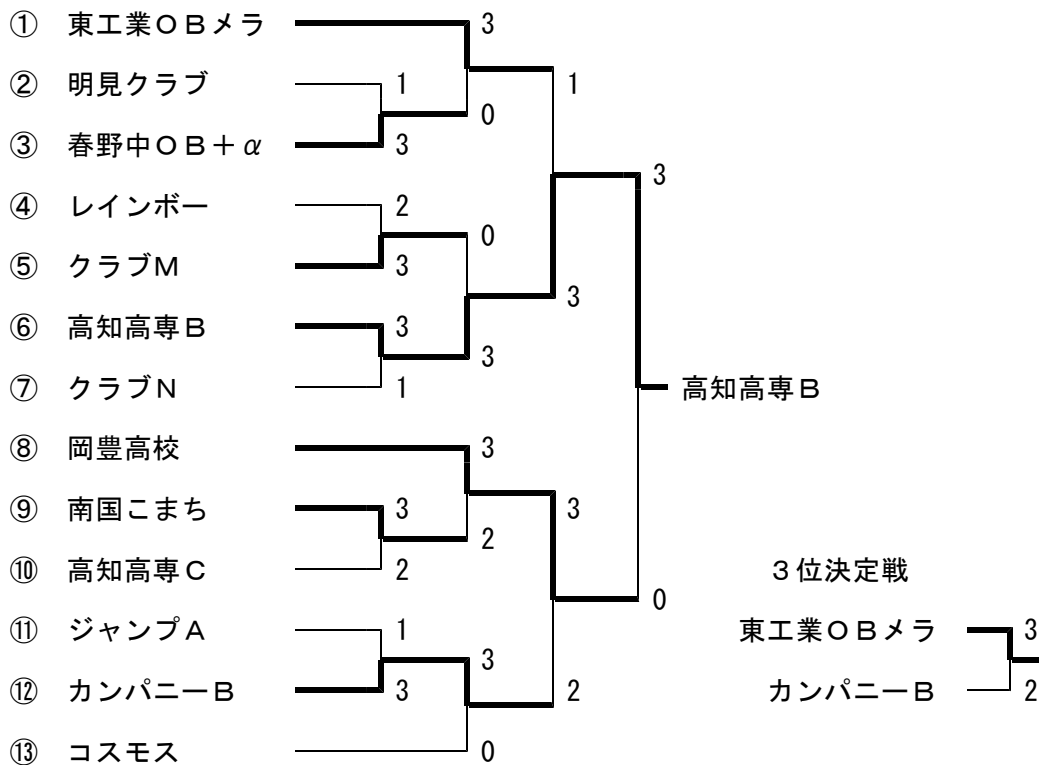 ① 東工業ＯＢメラ 3
② 明見クラブ 1 1
0
③ 春野中ＯＢ＋α 3
3
④ レインボー 2
0
⑤ クラブＭ 3
3
⑥ 高知高専Ｂ 3
3
⑦ クラブＮ 1 高知高専Ｂ
⑧ 岡豊高校 3
⑨ 南国こまち 3 3
2
⑩ 高知高専Ｃ 2 ３位決定戦
0
⑪ ジャンプＡ 1 東工業ＯＢメラ 3
3
⑫ カンパニーＢ 3 2 カンパニーＢ 2
⑬ コスモス 0